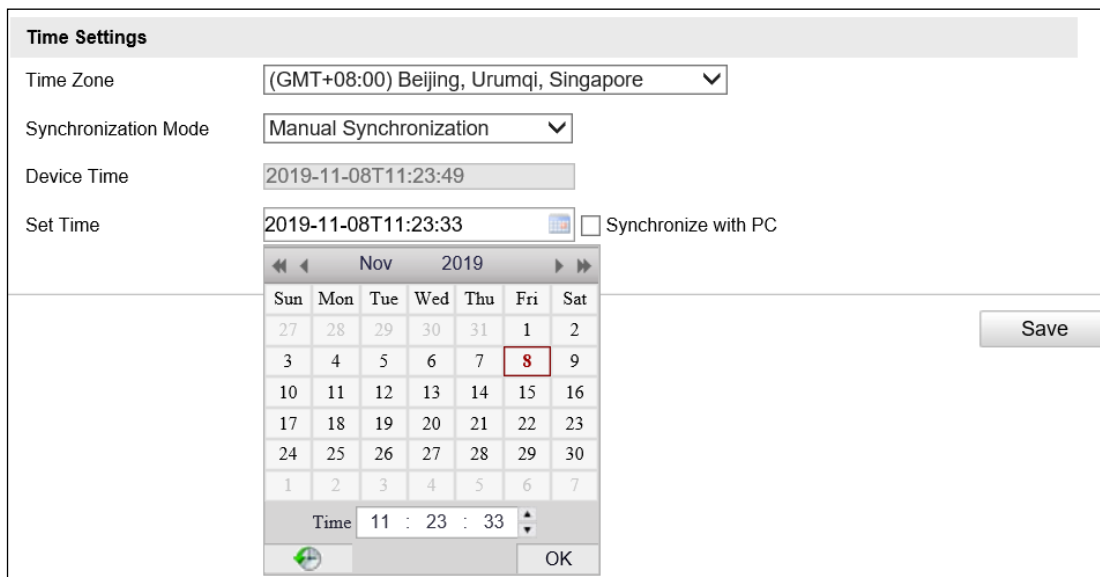 Time Settings
Time Zone (GMT+08:00) Beijing, Urumqi, Singapore
Synchronization Mode Manual Synchronization
Device Time 2019-11-08T11:23:49
Set Time 2019-11-08T11:23:33 Synchronize with PC
Nov 2019
Sun Mon Tue Wed Thu Fri Sat
27 28 29 30 31 1 2
3 4 5 6 7 8 9
10 11 12 13 14 15 16
17 18 19 20 21 22 23
24 25 26 27 28 29 30
1 2 3 4 5 6 7
Time 11 : 23 : 33
OK
Save